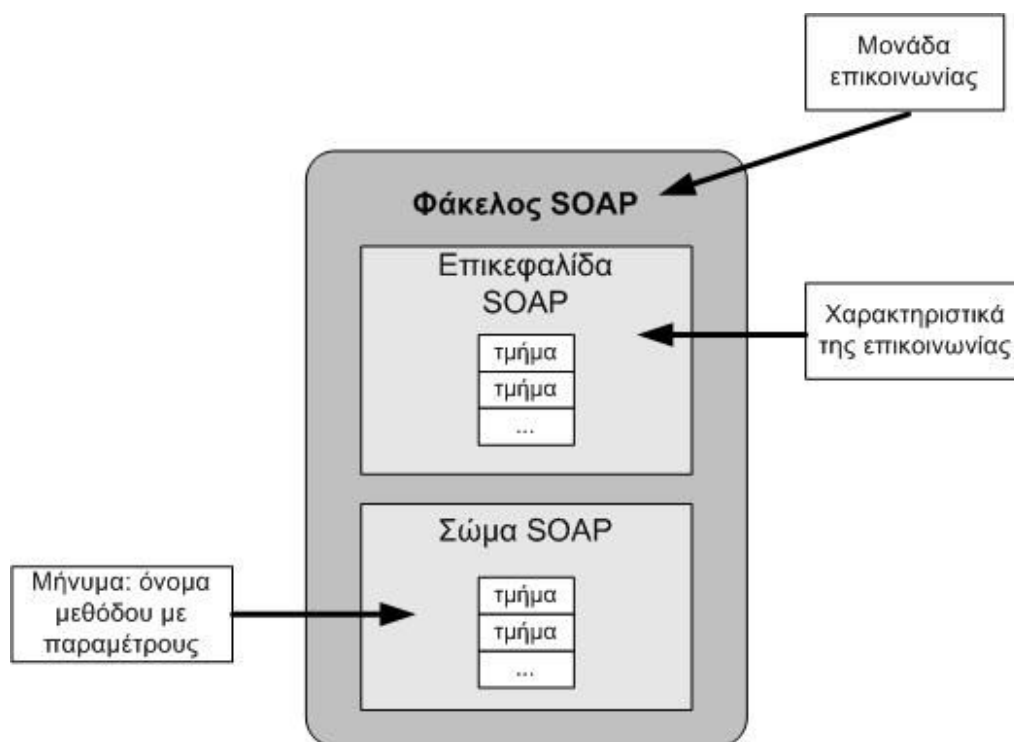 Μονάδα
επικοινωνίας
Φάκελος SOAP
Επικεφαλίδα
SOAP
τμήμα
τμήμα
...
Χαρακτηριστικά
της επικοινωνίας
Σώμα SOAP
τμήμα
τμήμα
...
Μήνυμα: όνομα
μεθόδου με
παραμέτρους